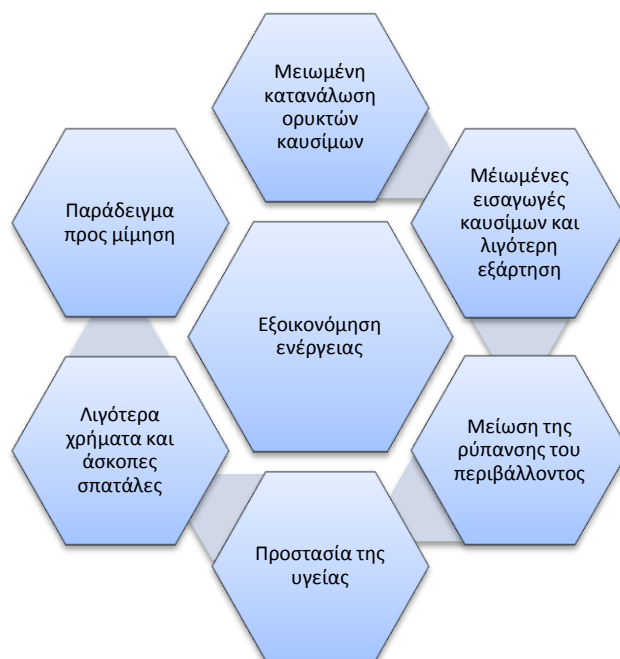 Μειωμένη
κατανάλωση
ορυκτών
καυσίμων
Μέιωμένες
εισαγωγές
καυσίμων και
λιγότερη
εξάρτηση
Μείωση της
ρύπανσης του
περιβάλλοντος
Προστασία της
υγείας
Λιγότερα
χρήματα και
άσκοπες
σπατάλες
Παράδειγμα
προς μίμηση
Εξοικονόμηση
ενέργειας